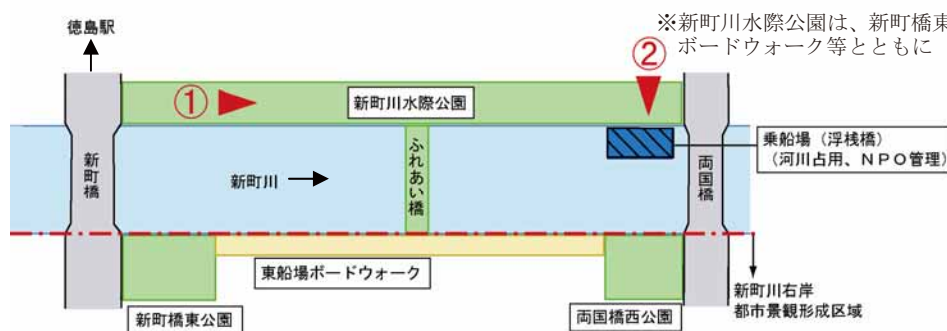 徳島駅
※新町川水際公園は、新町橋東
ボードウォーク等とともに
①
②
新町川水際公園
乗船場（浮桟橋）
（河川占用、ＮＰＯ管理）
新町橋
新町川
ふれあい橋
両国橋
東船場ボードウォーク
新町橋東公園
両国橋西公園
新町川右岸
都市景観形成区域